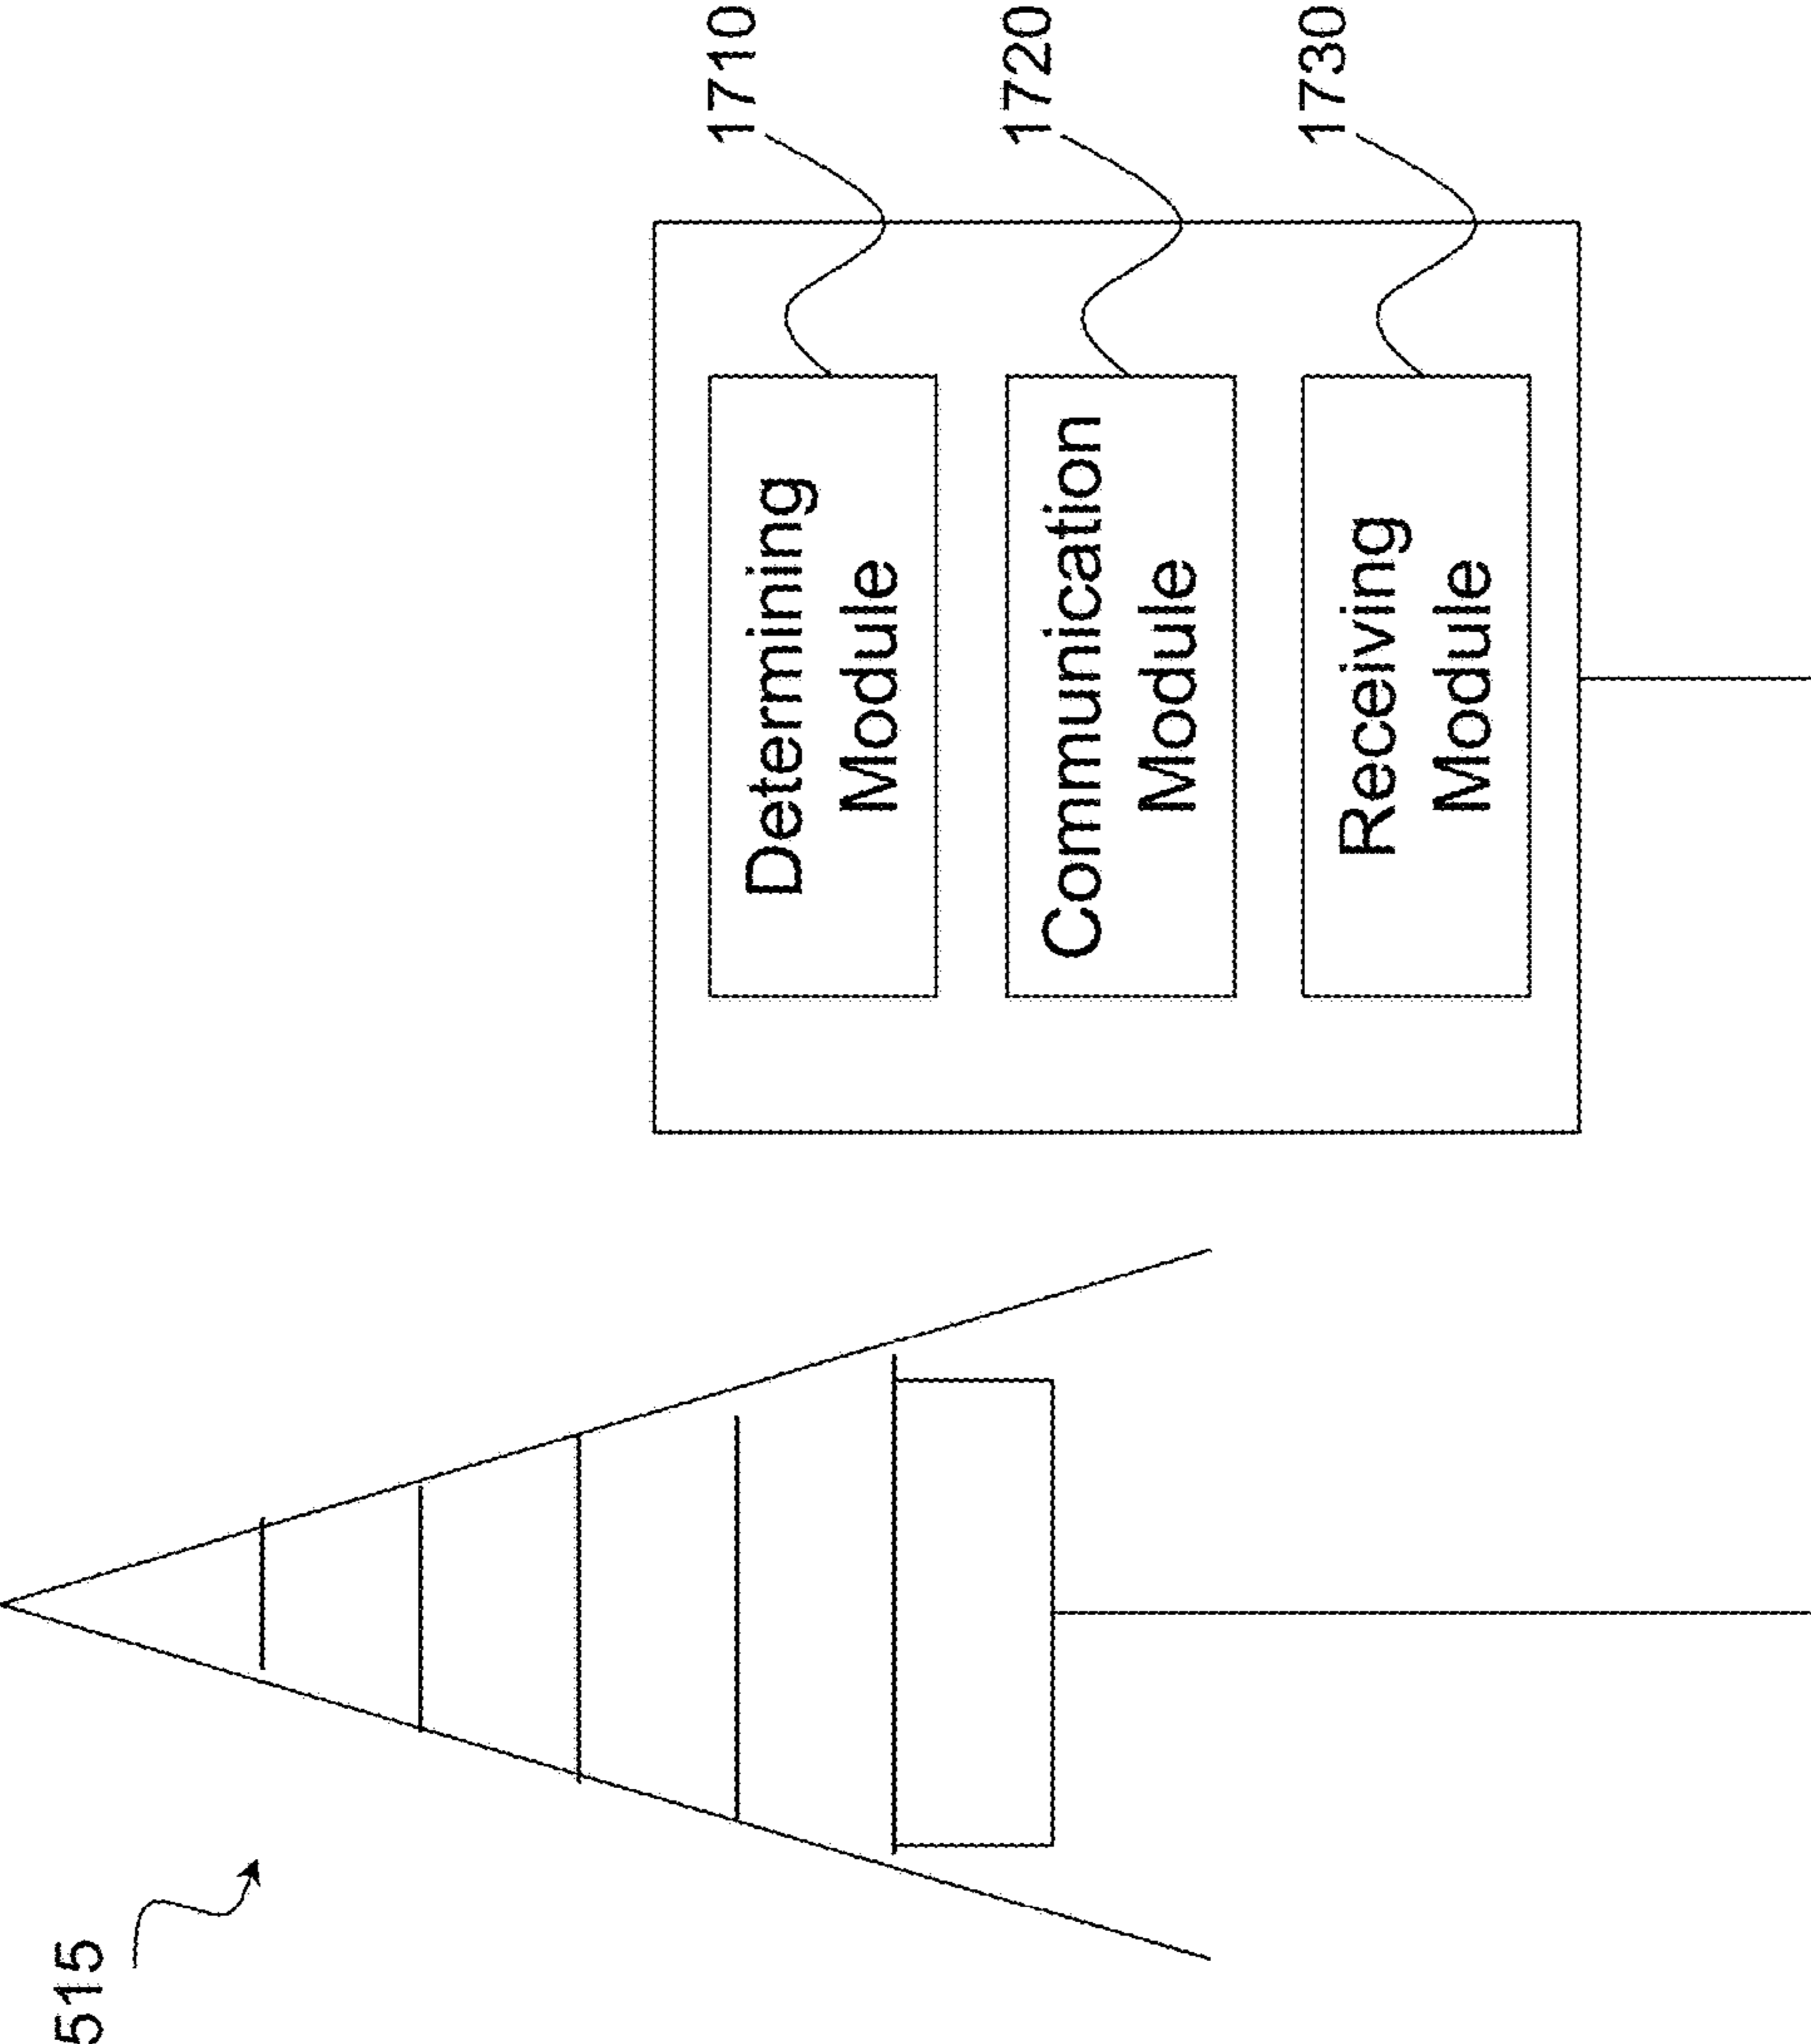 515
Determining
Module
1710
Communication
Module
1720
Receiving
Module
1730